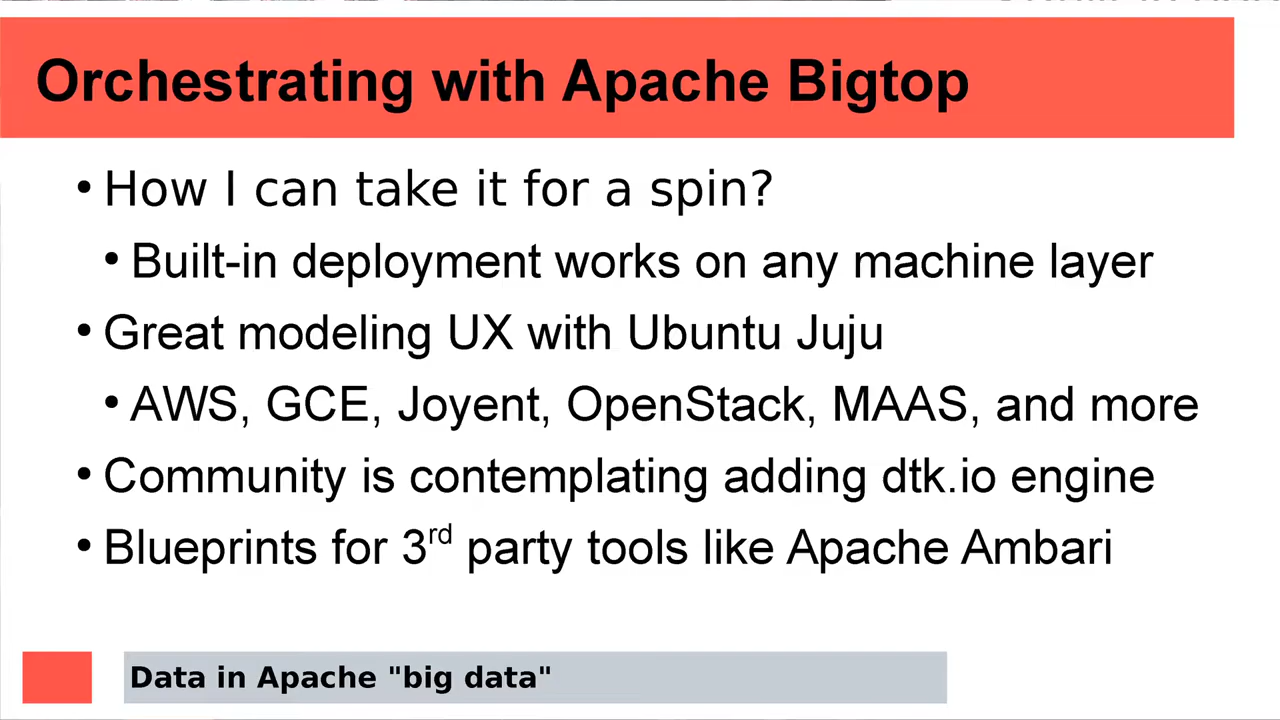 Orchestrating with Apache Bigtop
• How I can take it for a spin?
• Built-in deployment works on any machine layer
• Great modeling UX with Ubuntu Juju
• AWS, GCE, Joyent, OpenStack, MAAS, and more
• Community is contemplating adding dtk.io engine
• Blueprints for 3rd party tools like Apache Ambari
Data in Apache "big data"